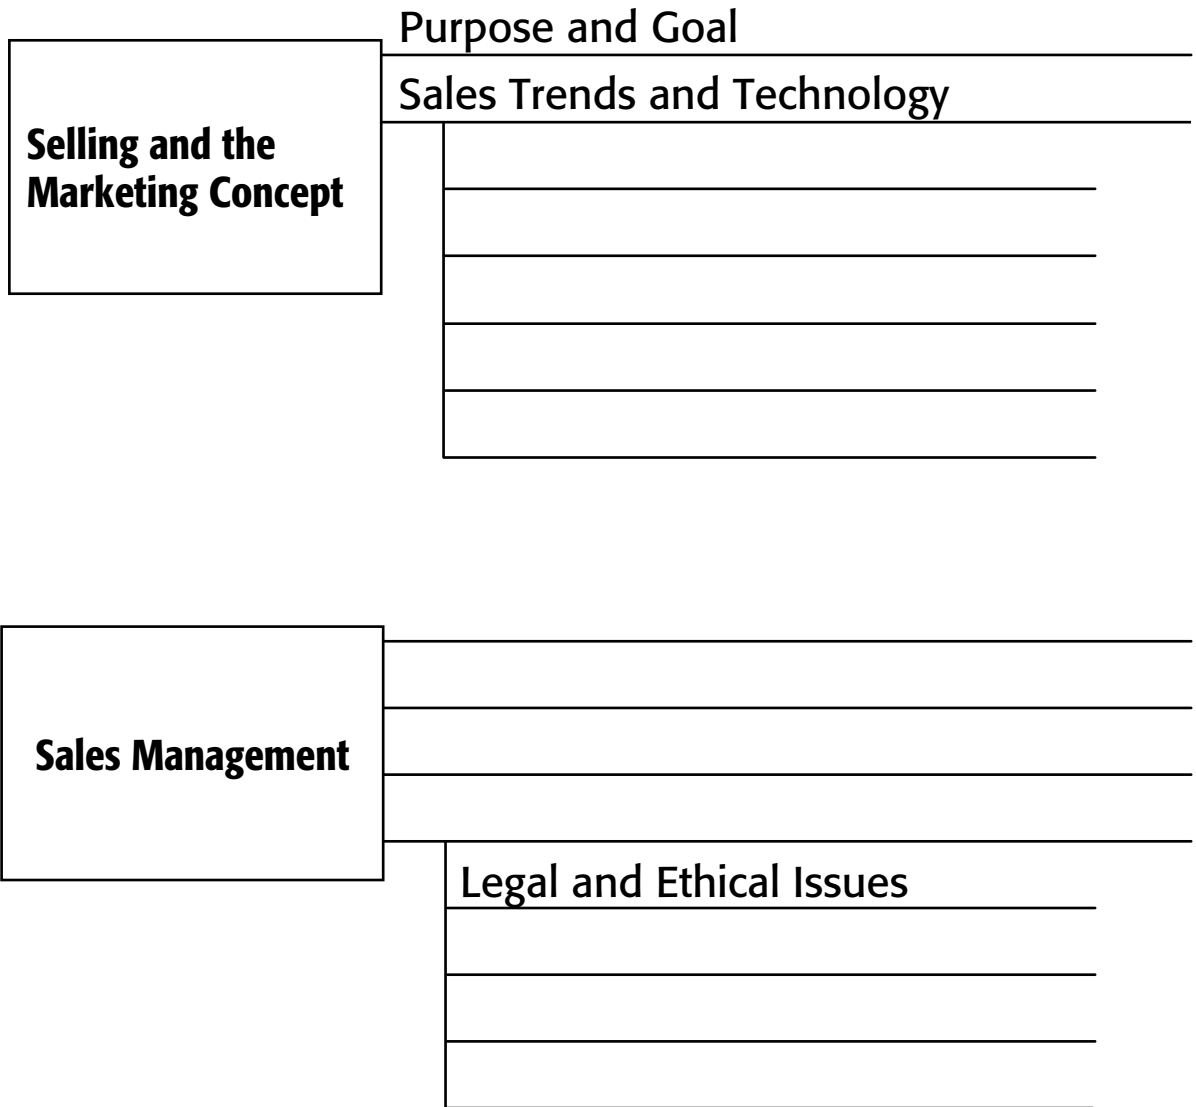 Purpose and Goal
Sales Trends and Technology
Selling and the
Marketing Concept
Sales Management
Legal and Ethical Issues